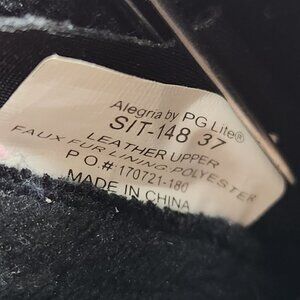 Alegria by PG Lite®
SIT-148 37
LEATHER UPPER
FAUX FUR LINING POLYESTER
P O.# 170721-180
MADE IN CHINA